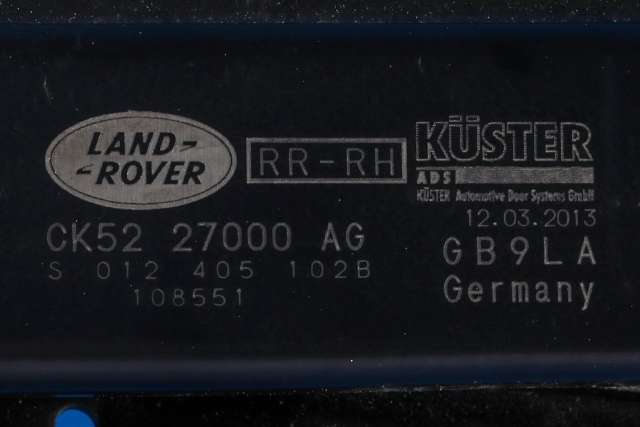 LAND-
-ROVER
RR-RH
KÜSTER
ADS
KÜSTER Automotive Door Systems GmbH
12.03.2013
CK52 27000 AG
GB9LA
S 012 405 102B
Germany
108551